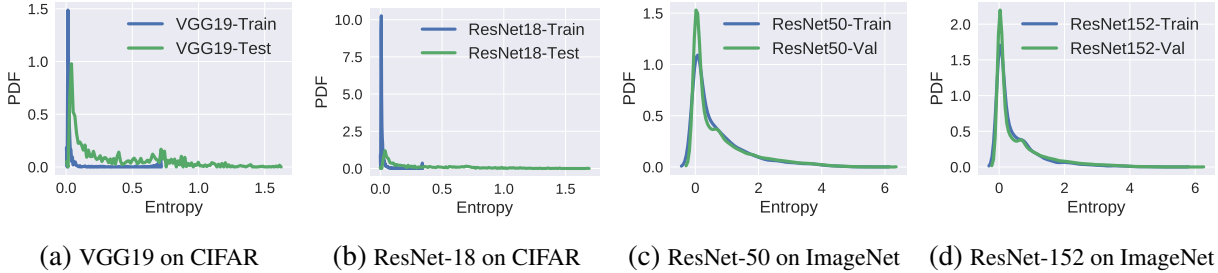 1.5
1.0
0.5
0.0
PDF
VGG19-Train
VGG19-Test
0.0 0.5 1.0 1.5
Entropy
(a) VGG19 on CIFAR
10.0
7.5
5.0
2.5
0.0
PDF
ResNet18-Train
ResNet18-Test
0.0 0.5 1.0 1.5
Entropy
(b) ResNet-18 on CIFAR
1.5
1.0
0.5
0.0
PDF
ResNet50-Train
ResNet50-Val
0 2 4 6
Entropy
(c) ResNet-50 on ImageNet
2.0
1.5
1.0
0.5
0.0
PDF
ResNet152-Train
ResNet152-Val
0 2 4 6
Entropy
(d) ResNet-152 on ImageNet